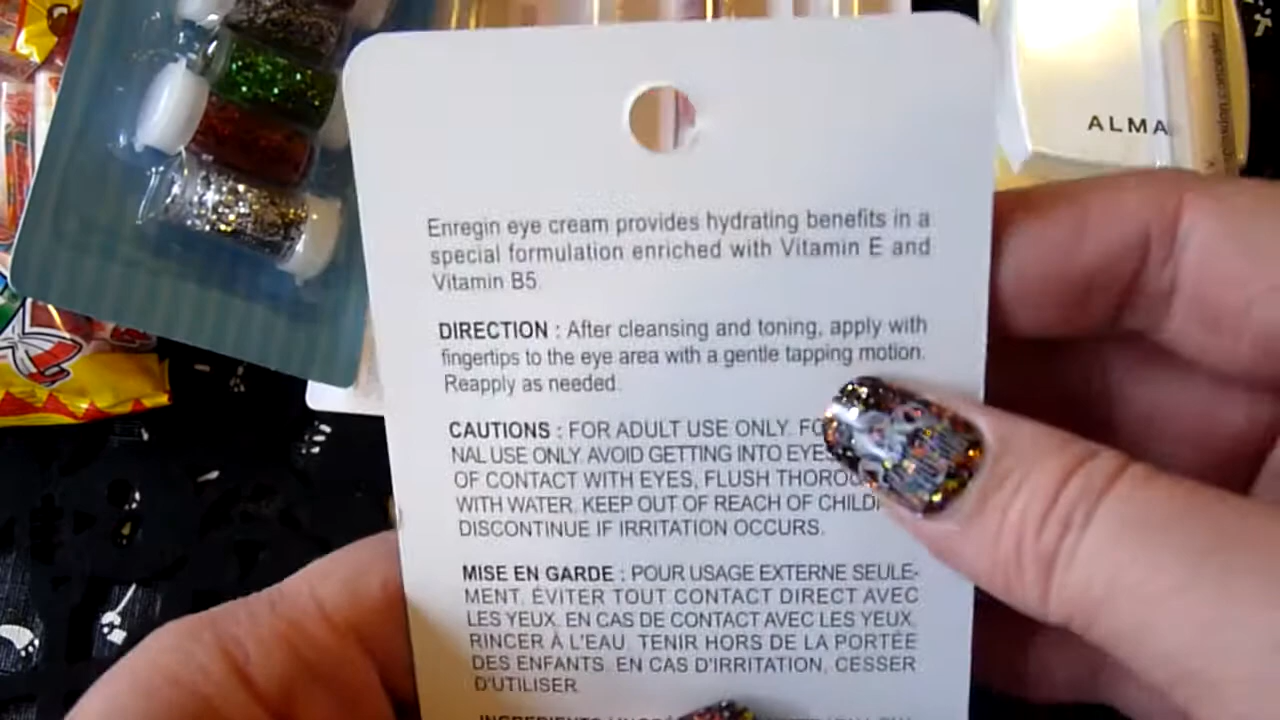 ALMA
Enregin eye cream provides hydrating benefits in a
special formulation enriched with Vitamin E and
Vitamin B5.
DIRECTION : After cleansing and toning, apply with
fingertips to the eye area with a gentle tapping motion.
Reapply as needed.
CAUTIONS : FOR ADULT USE ONLY. FO
NAL USE ONLY. AVOID GETTING INTO EYES
OF CONTACT WITH EYES, FLUSH THOROU
WITH WATER. KEEP OUT OF REACH OF CHILD
DISCONTINUE IF IRRITATION OCCURS.
MISE EN GARDE : POUR USAGE EXTERNE SEULE-
MENT. ÉVITER TOUT CONTACT DIRECT AVEC
LES YEUX. EN CAS DE CONTACT AVEC LES YEUX,
RINCER À L'EAU. TENIR HORS DE LA PORTÉE
DES ENFANTS. EN CAS D'IRRITATION, CESSER
D'UTILISER.